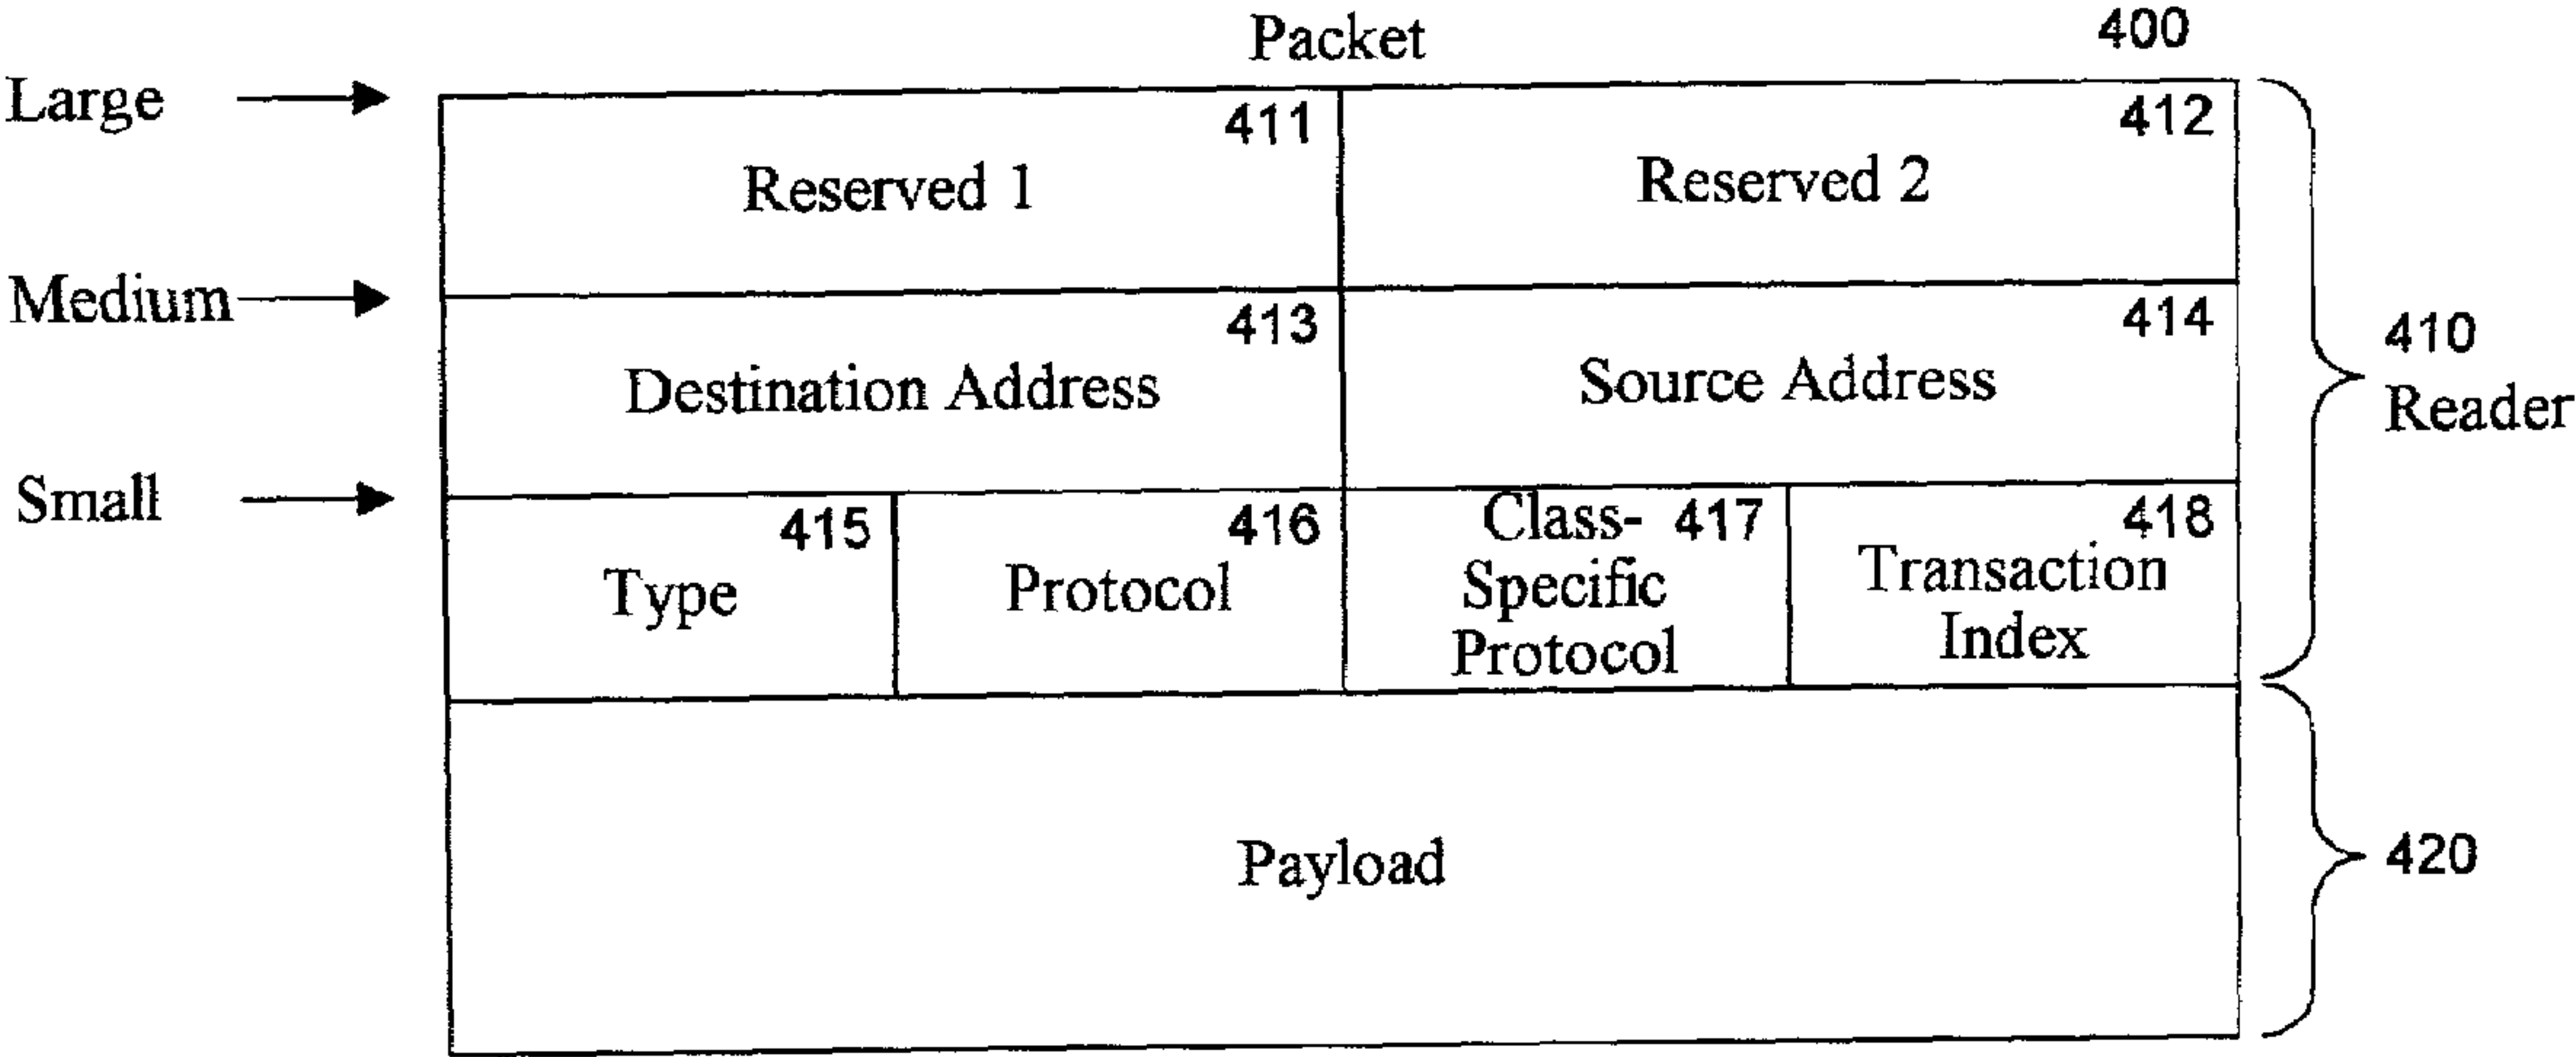 Packet 400
Large
411
412
Reserved 1
Reserved 2
Medium
413
414
410
Reader
Destination Address
Source Address
Small
415
416
Class- 417
418
Type
Protocol
Specific
Protocol
Transaction
Index
Payload
420